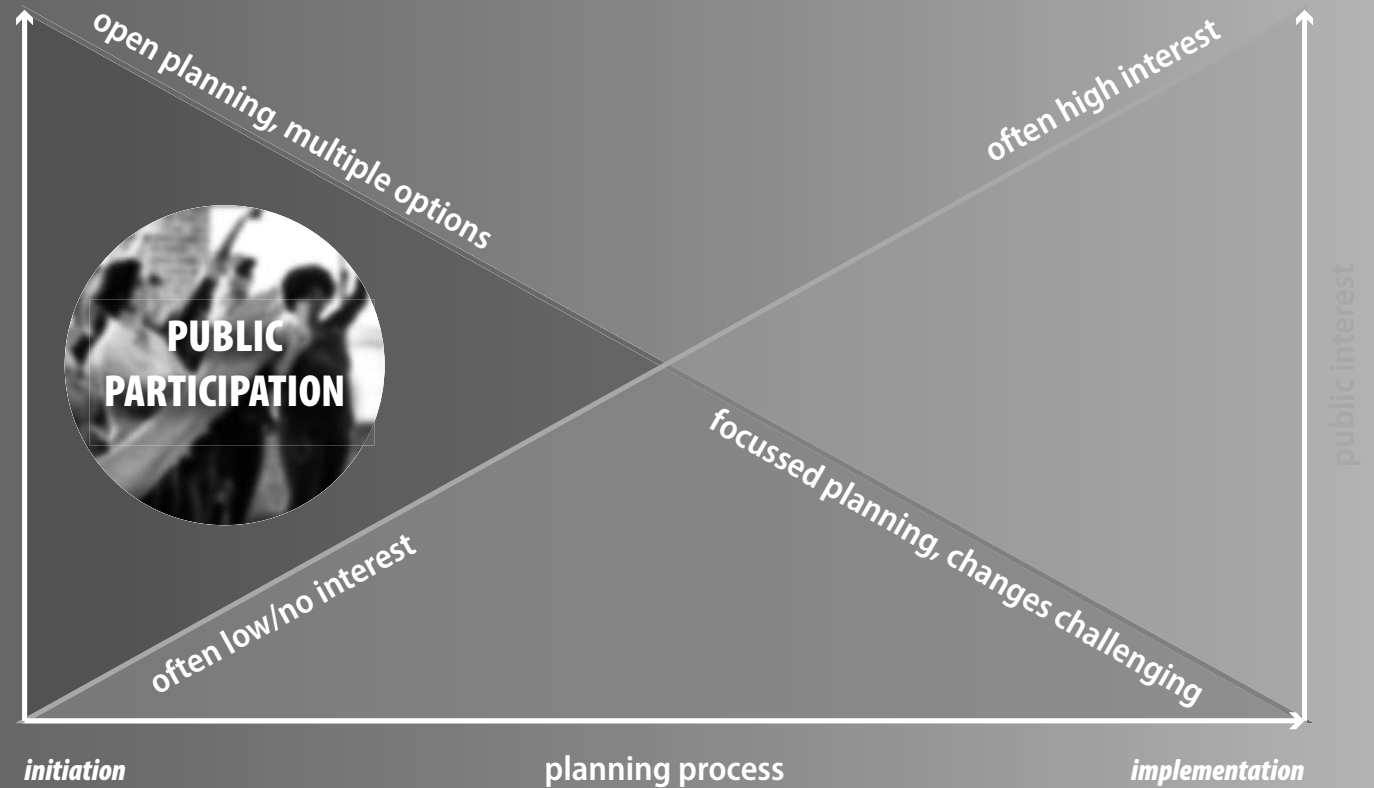 open planning, multiple options
often high interest
PUBLIC
PARTICIPATION
public interest
focussed planning, changes challenging
often low/no interest
initiation
planning process
implementation